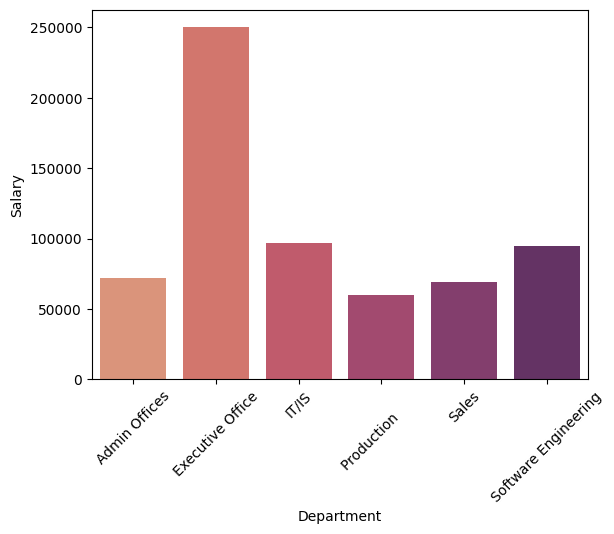 250000
200000
150000
100000
50000
0
Salary
Admin Offices
Executive Office
IT/IS
Production
Sales
Software Engineering
Department